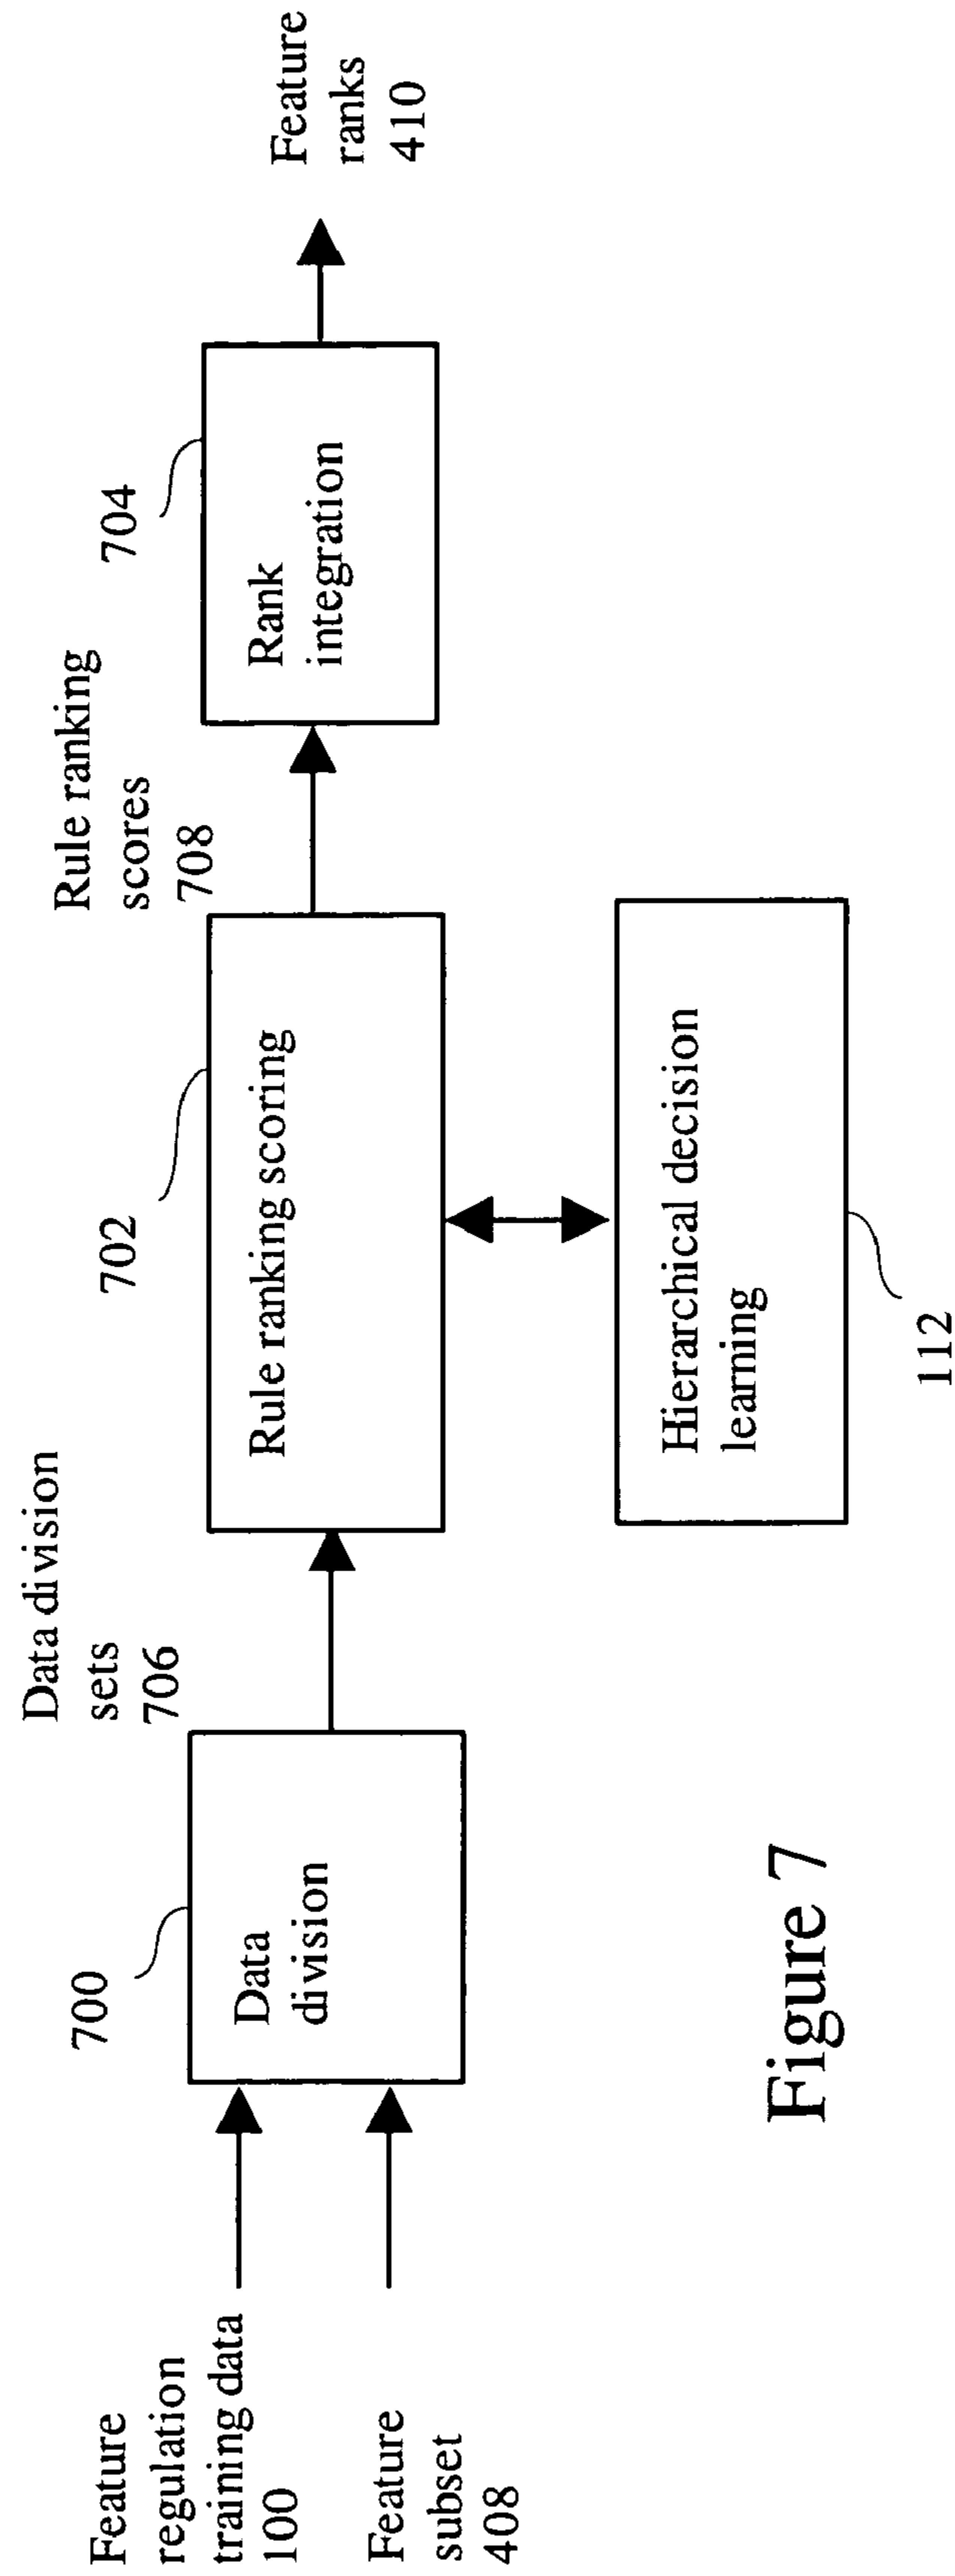 Feature
regulation
training data
100
Feature
subset
408
700
Data
division
Data division
sets
706
702
Rule ranking scoring
Hierarchical decision
learning
112
Rule ranking
scores
708
704
Rank
integration
Feature
ranks
410
Figure 7